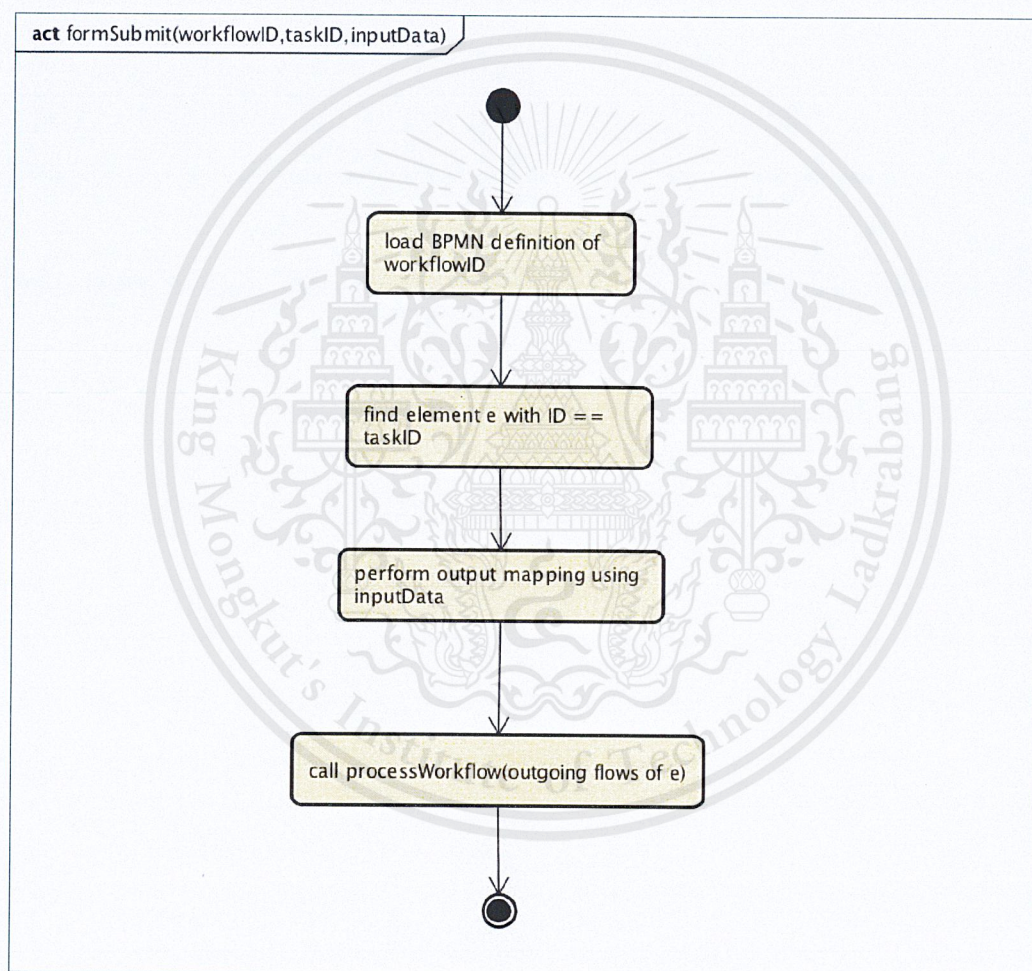 act formSubmit(workflowID,taskID,inputData)
load BPMN definition of
workflowID
find element e with ID ==
taskID
perform output mapping using
inputData
call processWorkflow(outgoing flows of e)
King Mongkut's Institute of Technology Ladkrabang